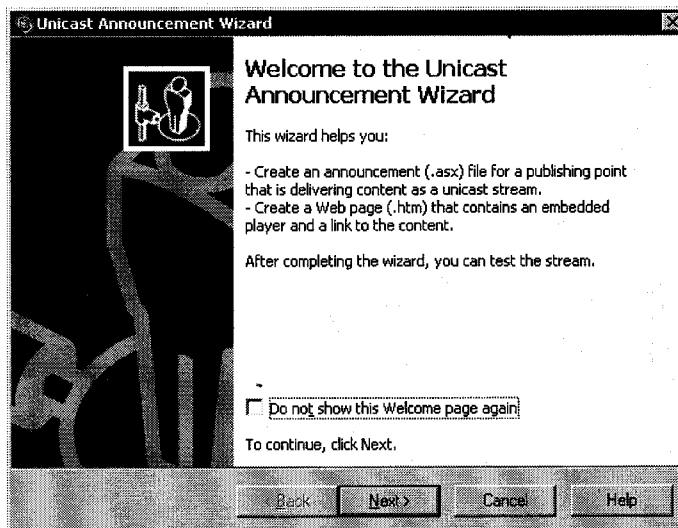 Unicast Announcement Wizard
Welcome to the Unicast
Announcement Wizard
This wizard helps you:
- Create an announcement (.asx) file for a publishing point
that is delivering content as a unicast stream.
- Create a Web page (.htm) that contains an embedded
player and a link to the content.
After completing the wizard, you can test the stream.
Do not show this Welcome page again
To continue, click Next.
Back Next > Cancel Help